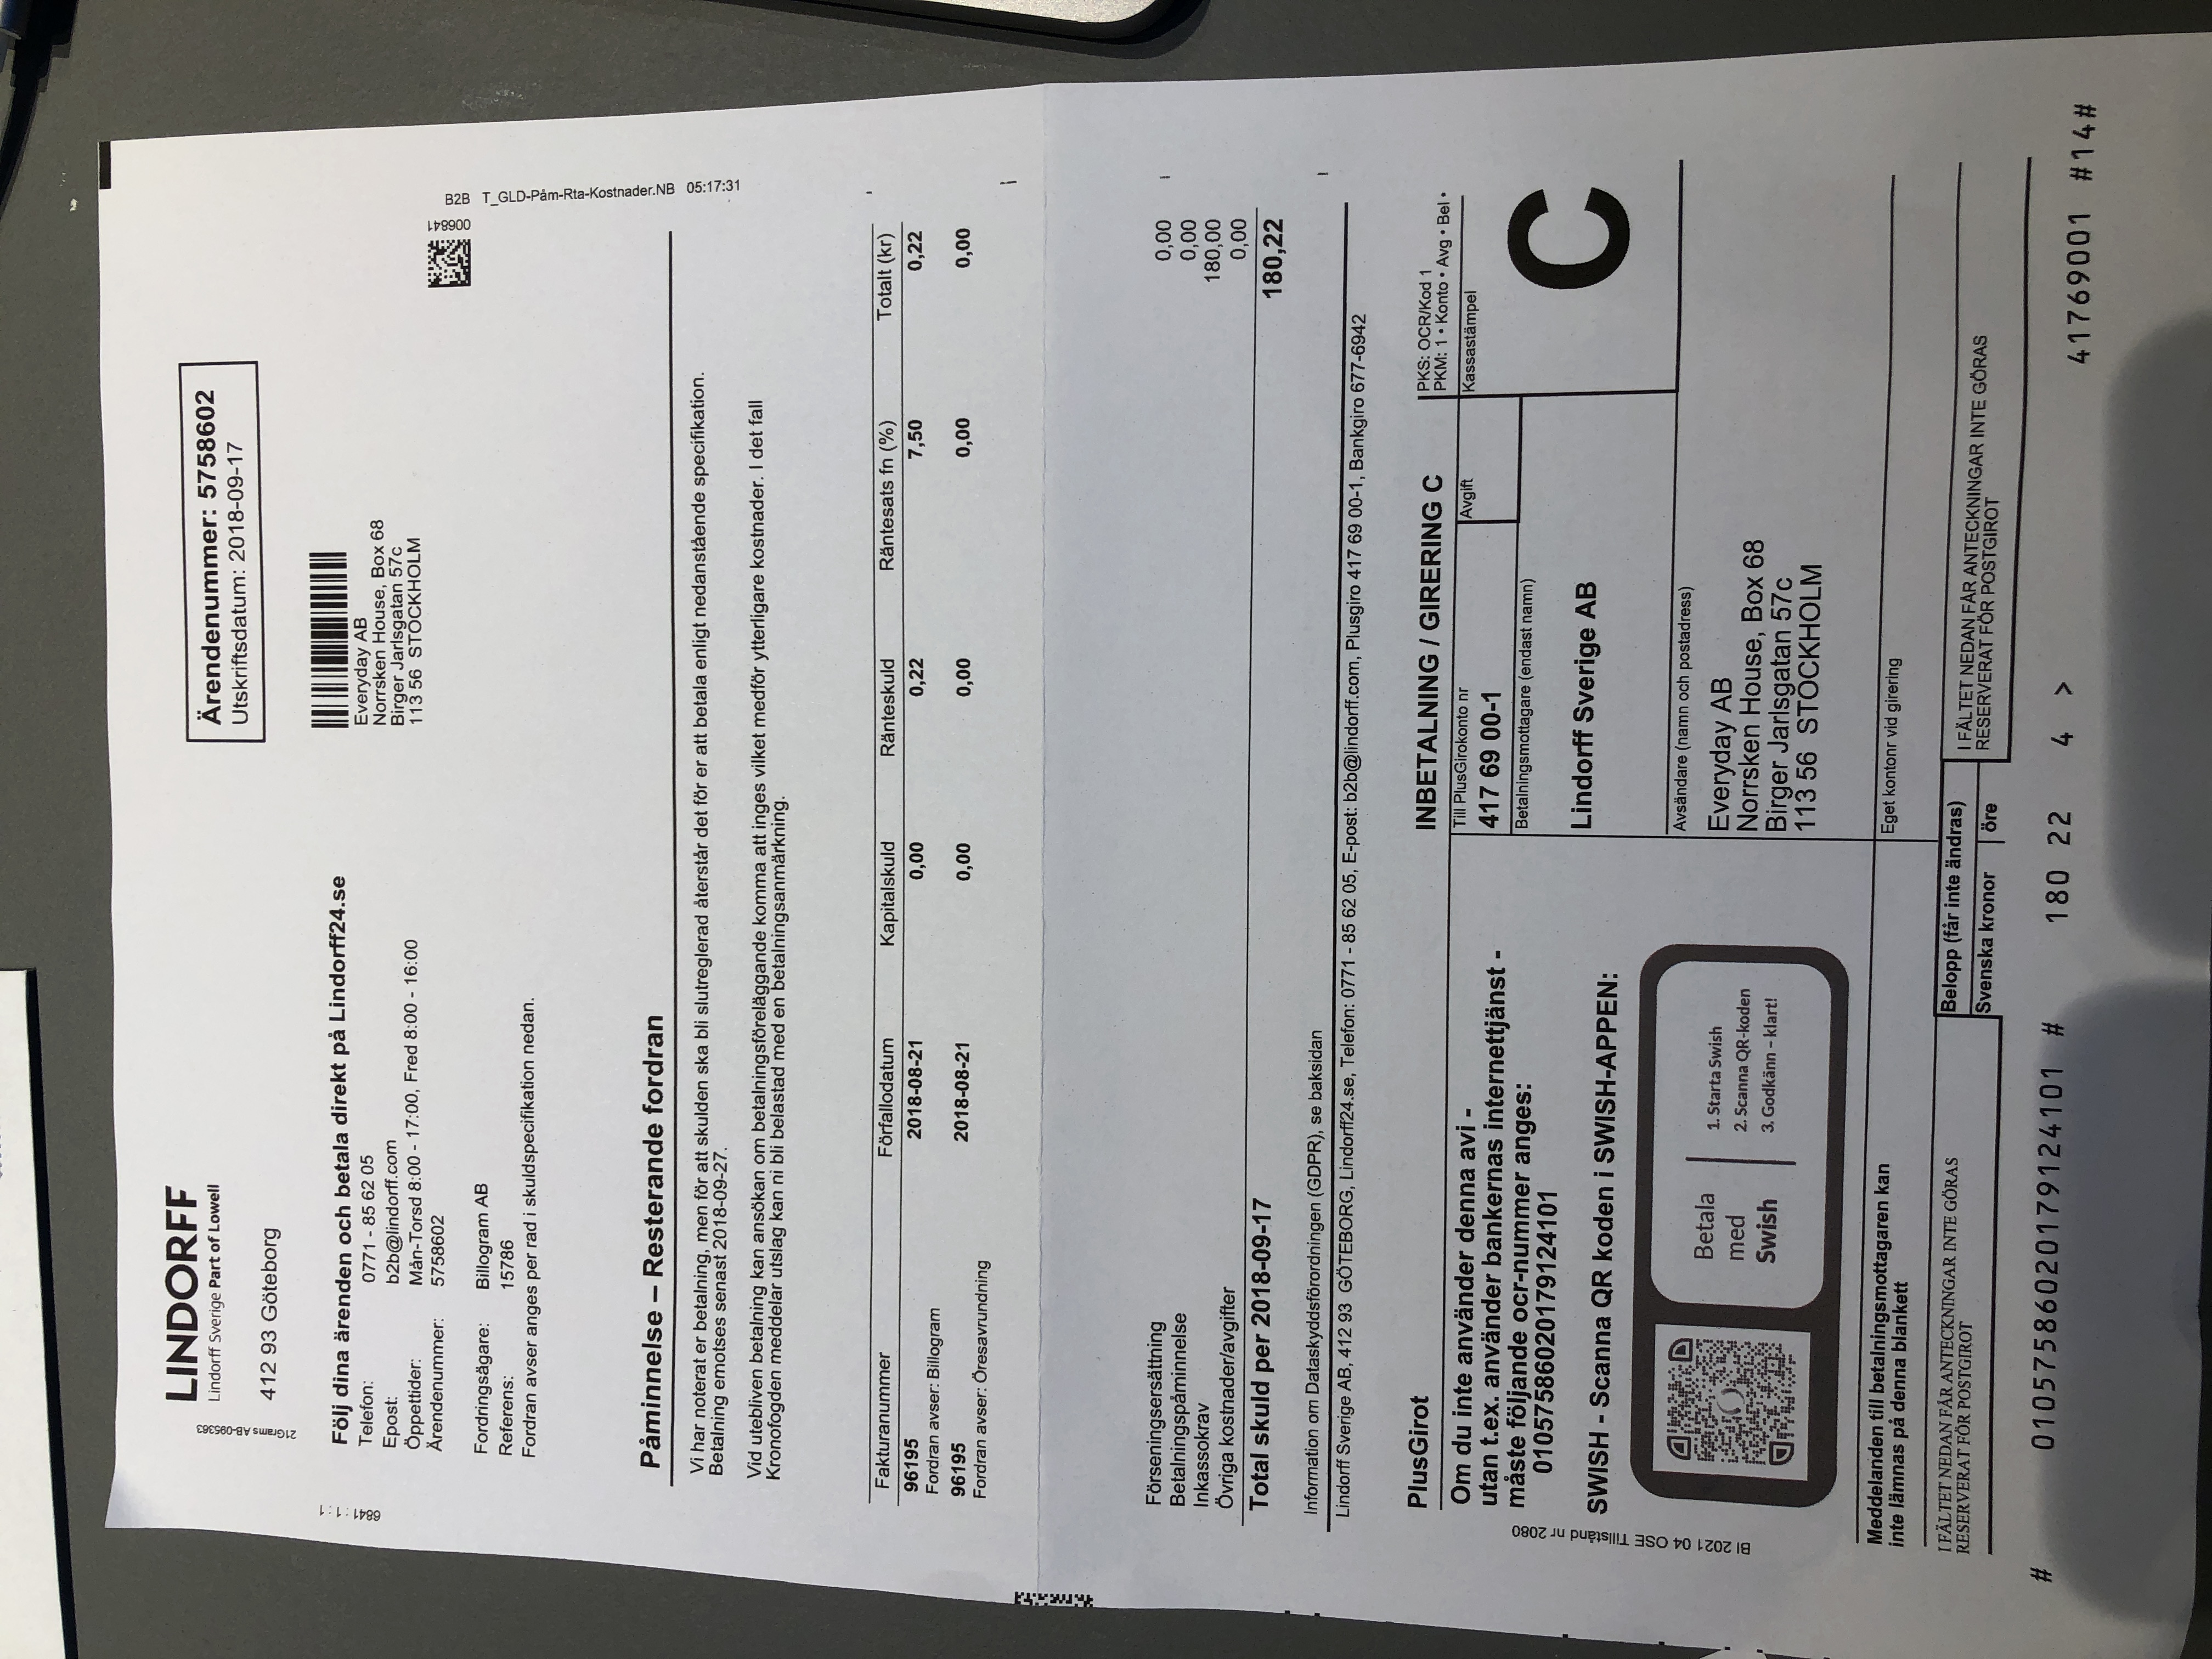 LINDORFF
Lindorff Sverige Part of Lowell
412 93 Göteborg
21Grams AB-095363
6841 : 1 : 1
Ärendenummer: 5758602
Utskriftsdatum: 2018-09-17
Följ dina ärenden och betala direkt på Lindorff24.se
Telefon: 0771 - 85 62 05
Epost: b2b@lindorff.com
Öppettider: Mån-Torsd 8:00 - 17:00, Fred 8:00 - 16:00
Ärendenummer: 5758602
Everyday AB
Norrsken House, Box 68
Birger Jarlsgatan 57c
113 56 STOCKHOLM
006841
B2B T_GLD-Påm-Rta-Kostnader.NB 05:17:31
Fordringsägare: Billogram AB
Referens: 15786
Fordran avser anges per rad i skuldspecifikation nedan.
Påminnelse – Resterande fordran
Vi har noterat er betalning, men för att skulden ska bli slutreglerad återstår det för er att betala enligt nedanstående specifikation.
Betalning emotses senast 2018-09-27.
Vid utebliven betalning kan ansökan om betalningsföreläggande komma att inges vilket medför ytterligare kostnader. I det fall
Kronofogden meddelar utslag kan ni bli belastad med en betalningsanmärkning.
Fakturanummer Förfallodatum Kapitalskuld Ränteskuld Räntesats fn (%) Totalt (kr)
96195 2018-08-21 0,00 0,22 7,50 0,22
Fordran avser: Billogram
96195 2018-08-21 0,00 0,00 0,00 0,00
Fordran avser: Öresavrundning
Förseningsersättning 0,00
Betalningspåminnelse 0,00
Inkassokrav 180,00
Övriga kostnader/avgifter 0,00
Total skuld per 2018-09-17 180,22
Information om Dataskyddsförordningen (GDPR), se baksidan
Lindorff Sverige AB, 412 93 GÖTEBORG, Lindorff24.se, Telefon: 0771 - 85 62 05, E-post: b2b@lindorff.com, Plusgiro 417 69 00-1, Bankgiro 677-6942
PlusGirot
INBETALNING / GIRERING C
PKS: OCR/Kod 1
PKM: 1 • Konto • Avg • Bel •
Om du inte använder denna avi -
utan t.ex. använder bankernas internettjänst -
måste följande ocr-nummer anges:
01057586020179124101
Till PlusGirokonto nr
417 69 00-1
Avgift
Kassastämpel
C
Betalningsmottagare (endast namn)
Lindorff Sverige AB
BI 2021 04 OSE Tillstånd nr 2080
SWISH - Scanna QR koden i SWISH-APPEN:
Betala
med
Swish
1. Starta Swish
2. Scanna QR-koden
3. Godkänn – klart!
Avsändare (namn och postadress)
Everyday AB
Norrsken House, Box 68
Birger Jarlsgatan 57c
113 56 STOCKHOLM
Meddelanden till betalningsmottagaren kan
inte lämnas på denna blankett
Eget kontonr vid girering
I FÄLTET NEDAN FÅR ANTECKNINGAR INTE GÖRAS
RESERVERAT FÖR POSTGIROT
Belopp (får inte ändras)
Svenska kronor öre
I FÄLTET NEDAN FÅR ANTECKNINGAR INTE GÖRAS
RESERVERAT FÖR POSTGIROT
# 01057586020179124101 # 180 22 4 > 41769001 #14#